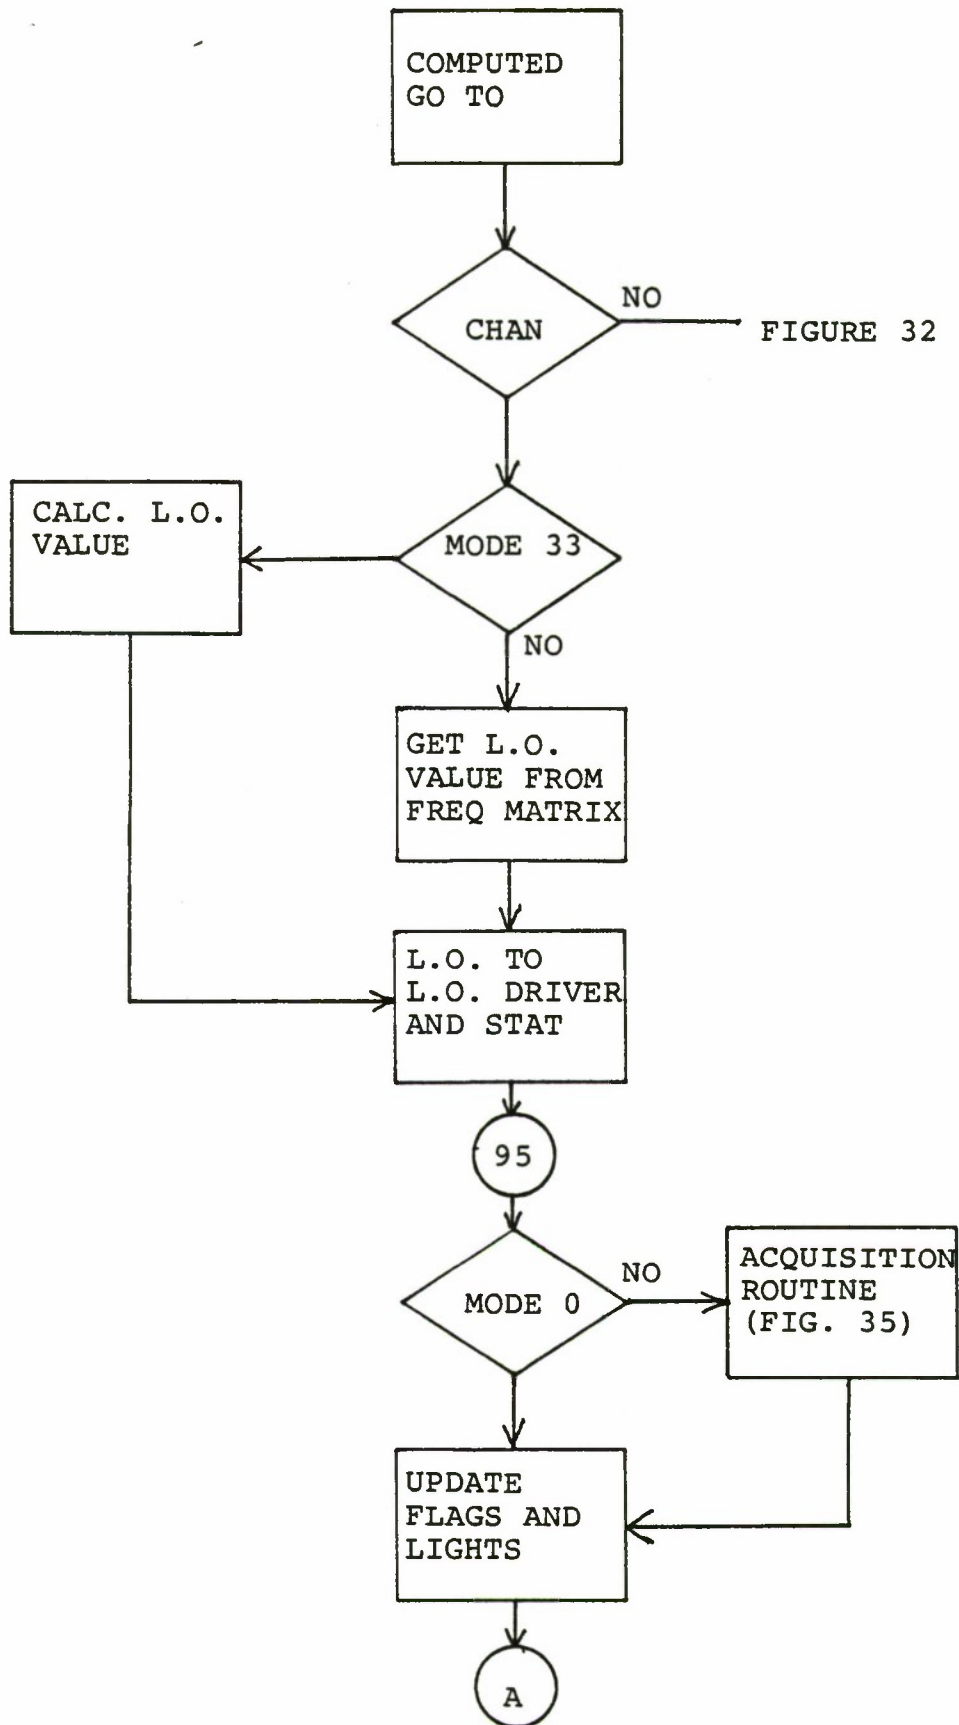 COMPUTED
GO TO
NO
CHAN
FIGURE 32
CALC. L.O.
VALUE
MODE 33
NO
GET L.O.
VALUE FROM
FREQ MATRIX
L.O. TO
L.O. DRIVER
AND STAT
95
NO
MODE 0
ACQUISITION
ROUTINE
(FIG. 35)
UPDATE
FLAGS AND
LIGHTS
A